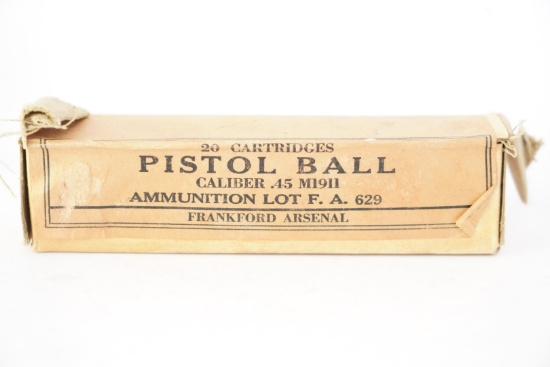 20 CARTRIDGES
PISTOL BALL
CALIBER .45 M1911
AMMUNITION LOT F. A. 629
FRANKFORD ARSENAL